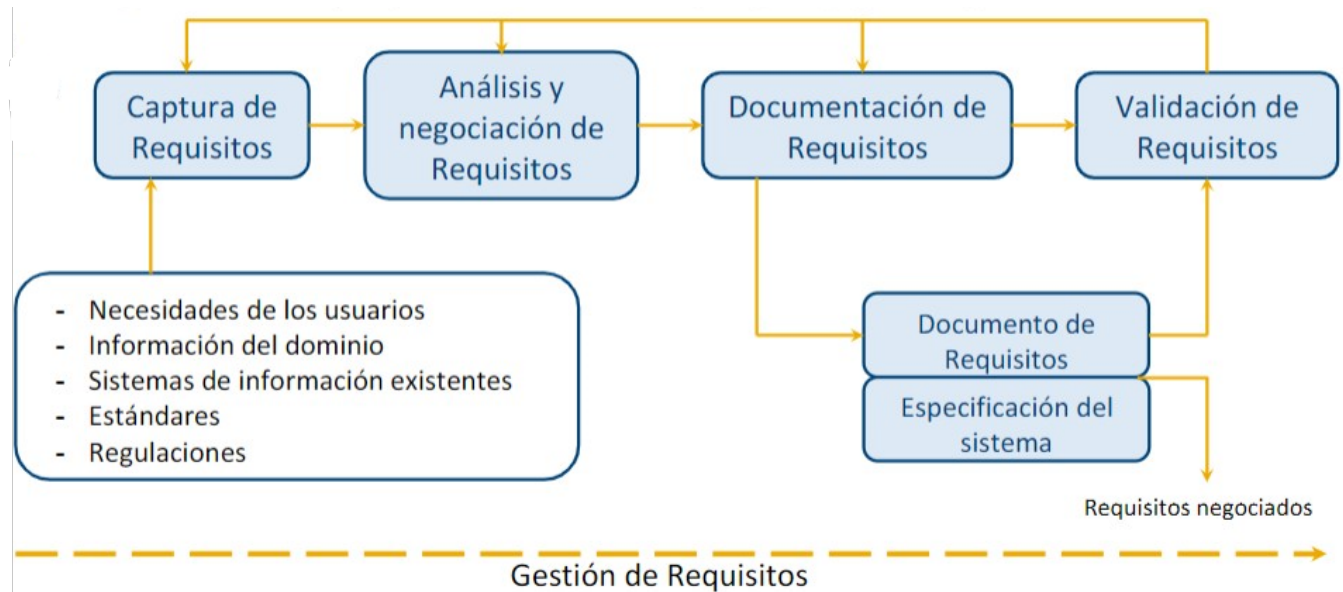 Captura de
Requisitos
Análisis y
negociación de
Requisitos
Documentación de
Requisitos
Validación de
Requisitos
- Necesidades de los usuarios
- Información del dominio
- Sistemas de información existentes
- Estándares
- Regulaciones
Documento de
Requisitos
Especificación del
sistema
Requisitos negociados
Gestión de Requisitos